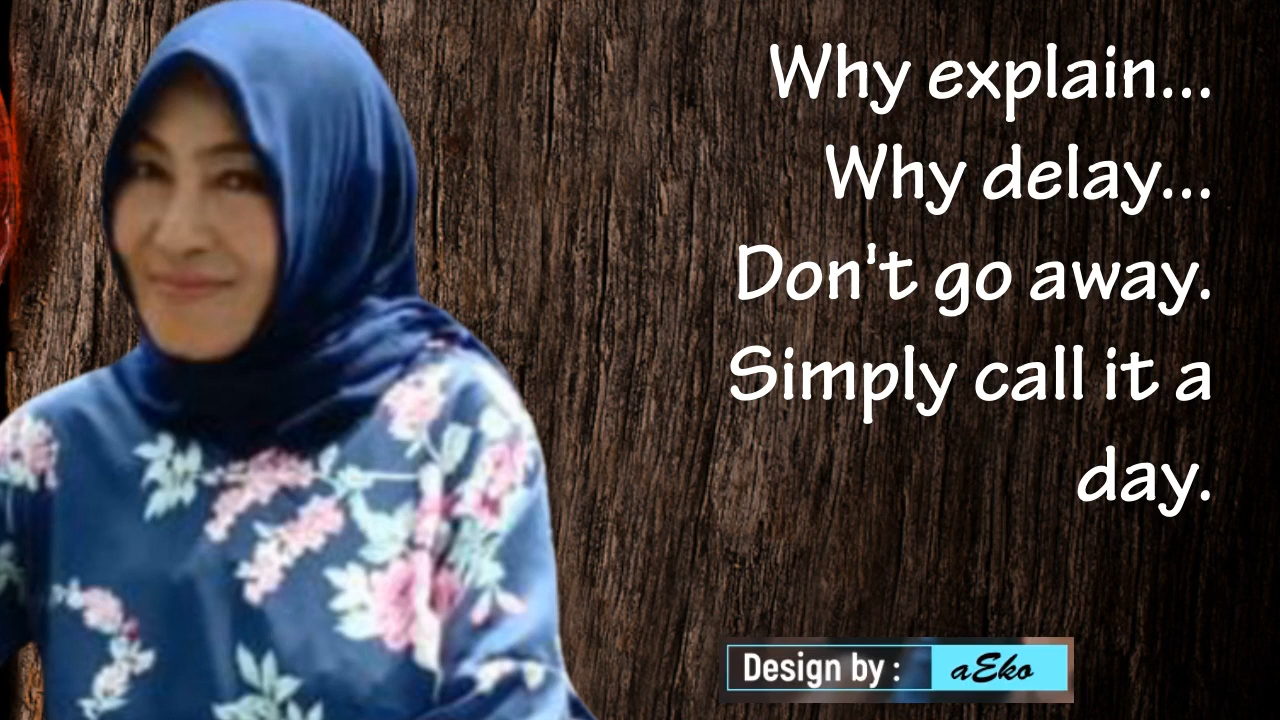 Why explain...
Why delay...
Don't go away.
Simply call it a
day.
Design by : aEko